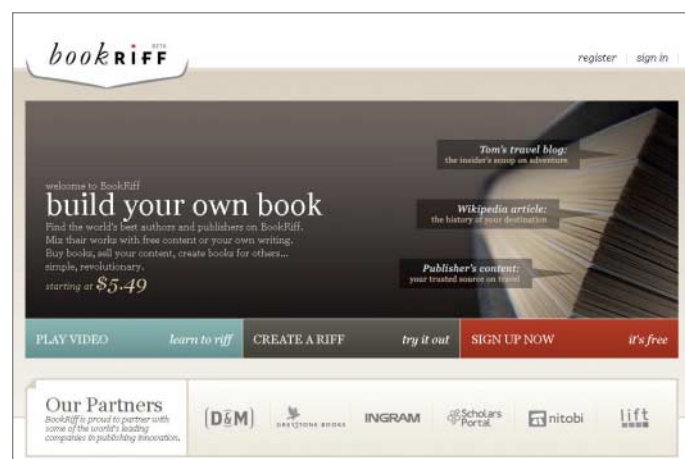 book RiFF BETA
register sign in
Tom's travel blog:
the insider's scoop on adventure
welcome to BookRiff
build your own book
Wikipedia article:
the history of your destination
Find the world's best authors and publishers on BookRiff.
Mix their works with free content or your own writing.
Buy books, sell your content, create books for others...
simple, revolutionary.
starting at $5.49
Publisher's content:
your trusted source on travel
PLAY VIDEO learn to riff CREATE A RIFF try it out SIGN UP NOW it's free
Our Partners
BookRiff is proud to partner with
some of the world's leading
companies in publishing innovation.
D&M
GREYSTONE BOOKS
INGRAM
Scholars
Portal
nitobi
lift